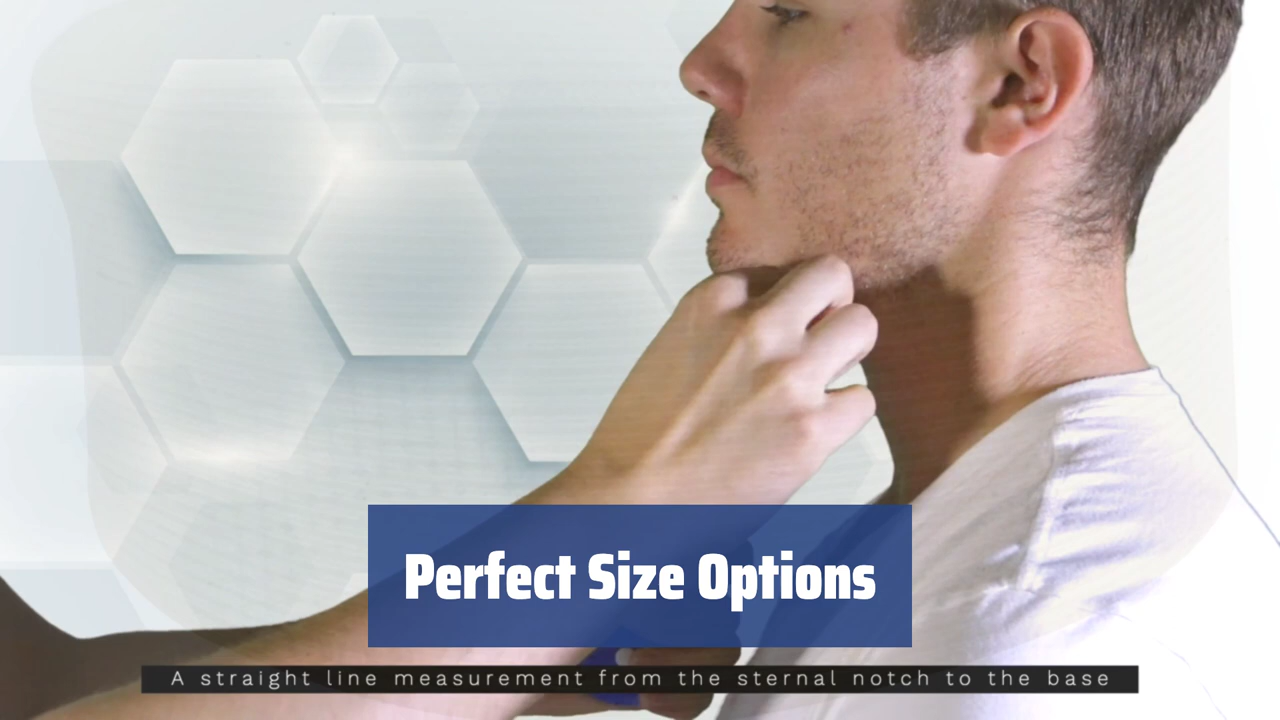 Perfect Size Options
A straight line measurement from the sternal notch to the base